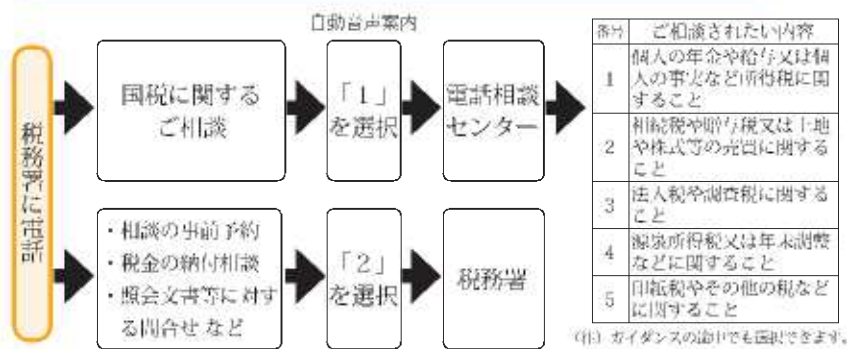 自動音声案内
税務署に電話
国税に関する
ご相談
「1」
を選択
電話相談
センター
・相談の事前予約
・税金の納付相談
・照会文書等に対す
る問合せ など
「2」
を選択
税務署
番号 ご相談されたい内容
1 個人の年金や給与又は個
人の事実など所得税に関
すること
2 相続税や贈与税又は土地
や株式等の売買に関する
こと
3 法人税や調査税に関する
こと
4 源泉所得税又は年末調整
などに関すること
5 印紙税やその他の税など
に関すること
(注) ガイダンスの途中でも選択できます。